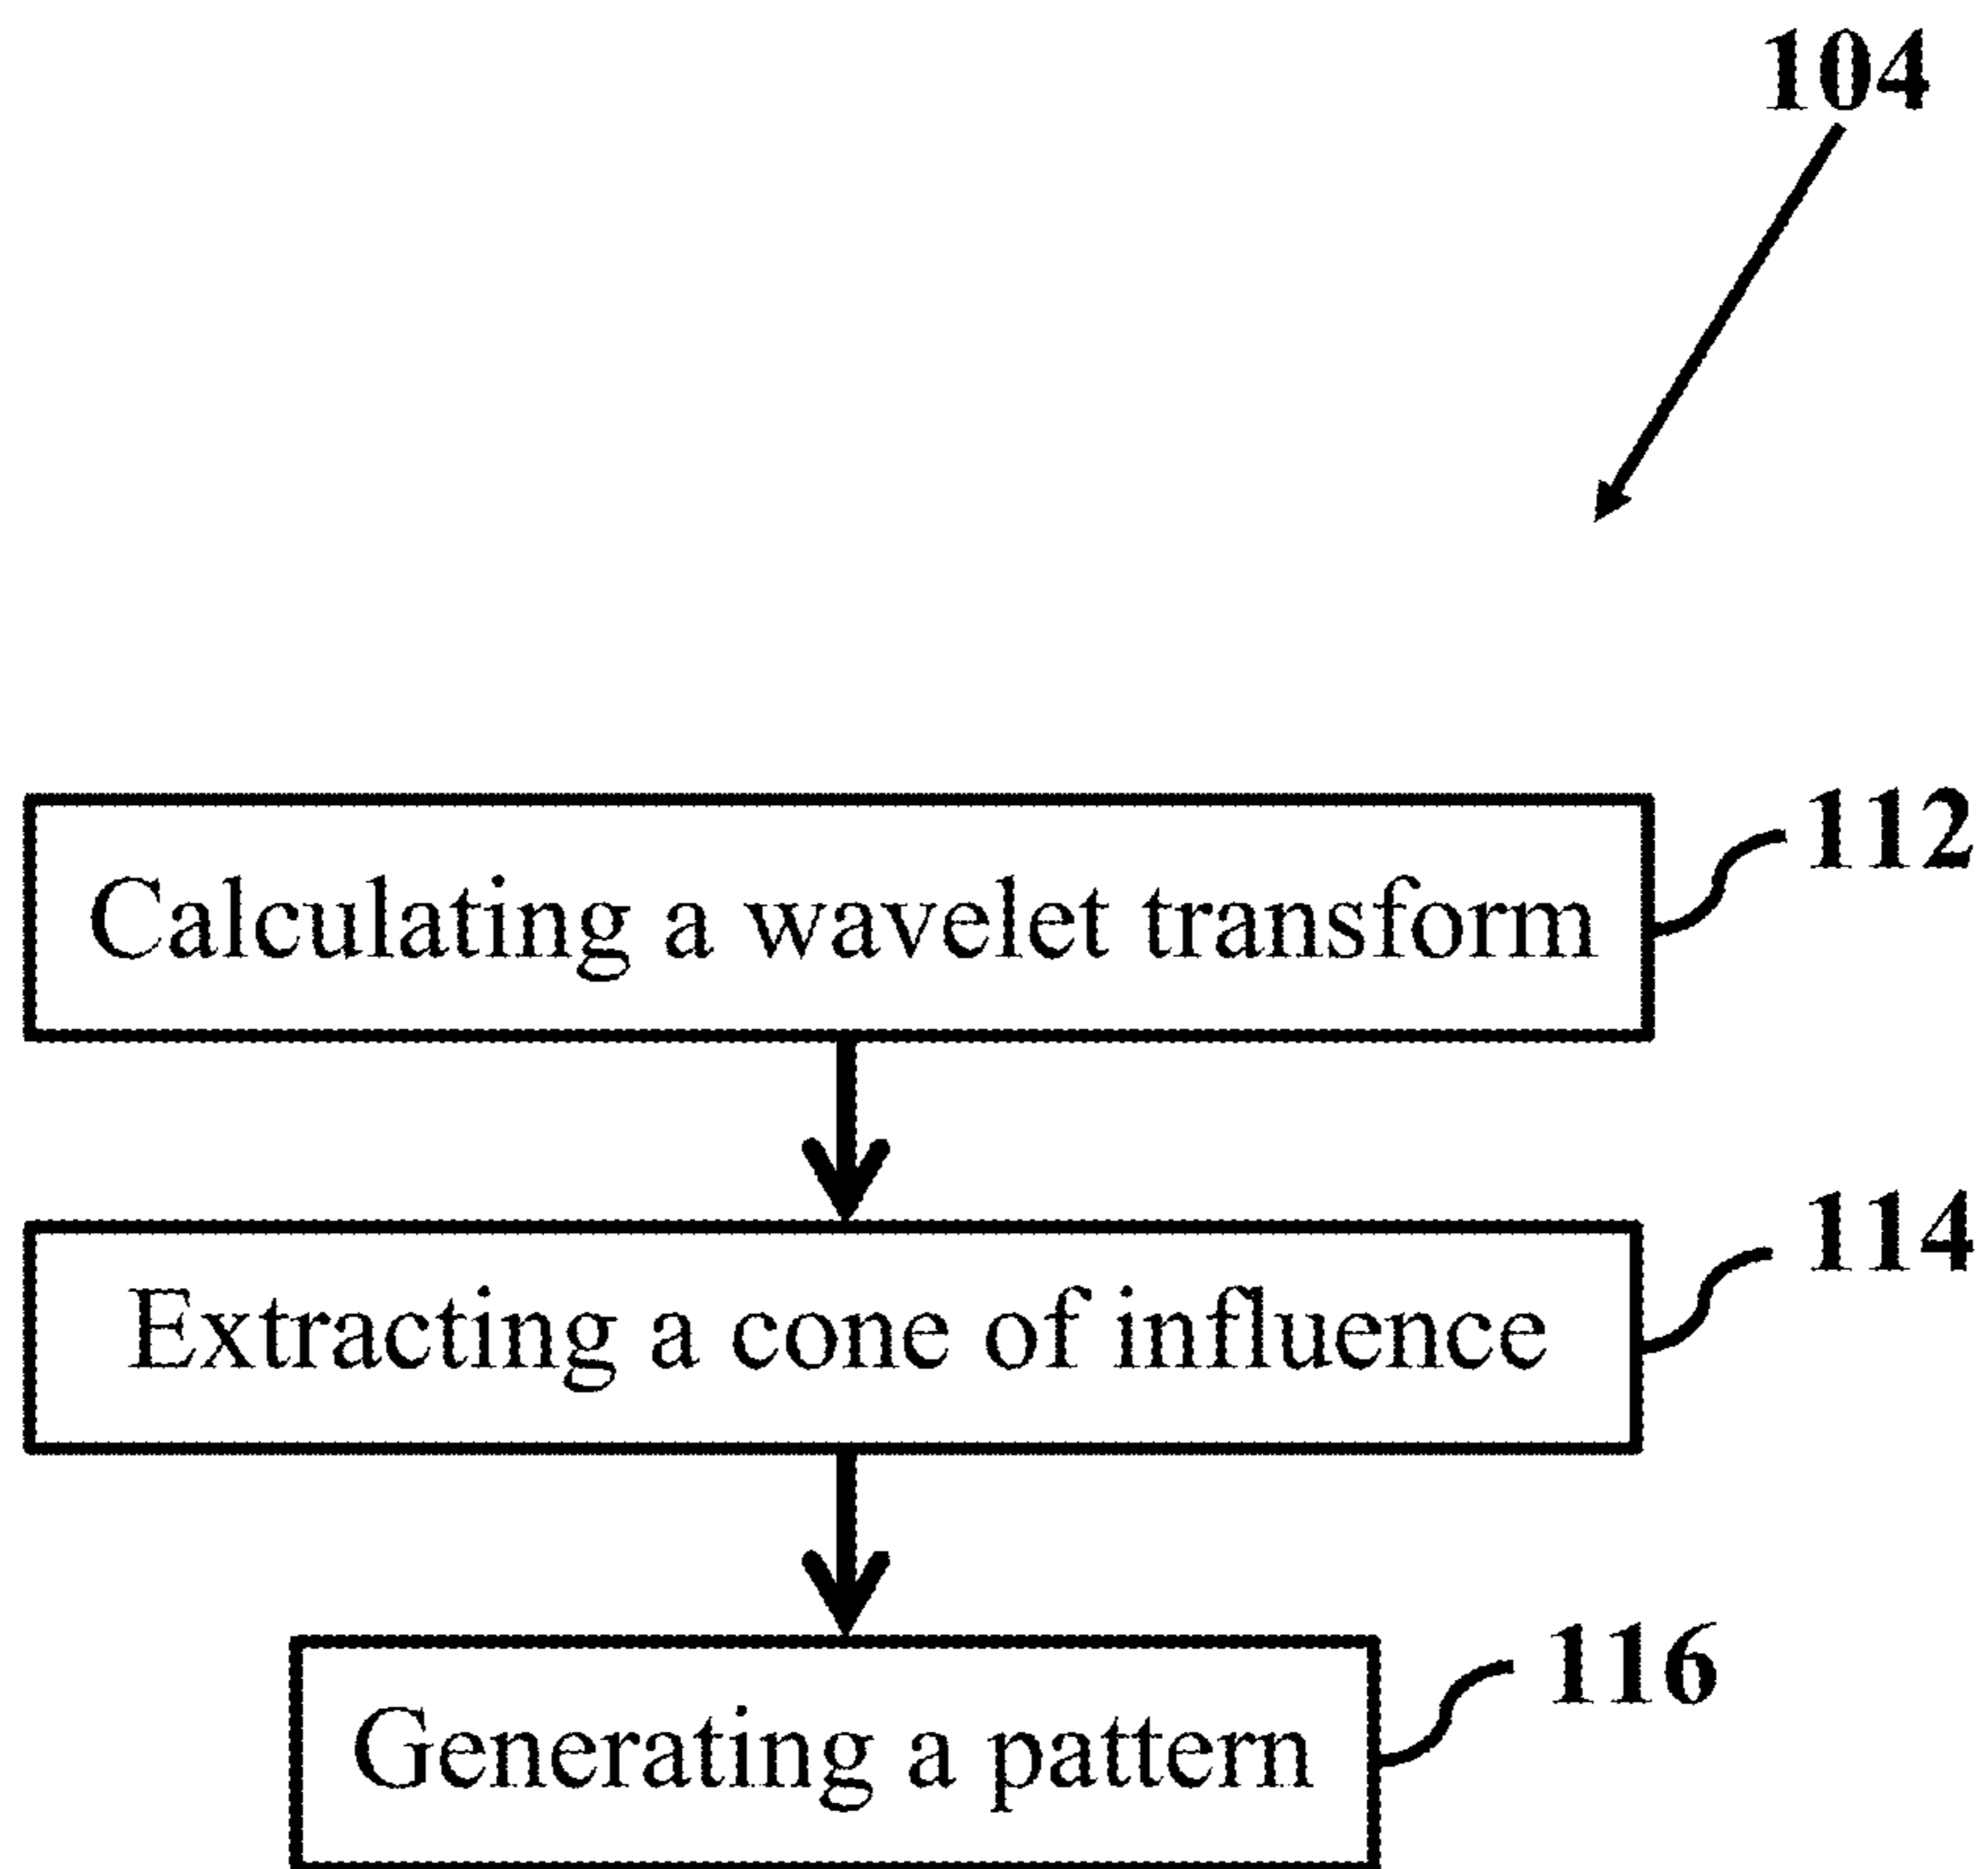 104
Calculating a wavelet transform
112
Extracting a cone of influence
114
Generating a pattern
116